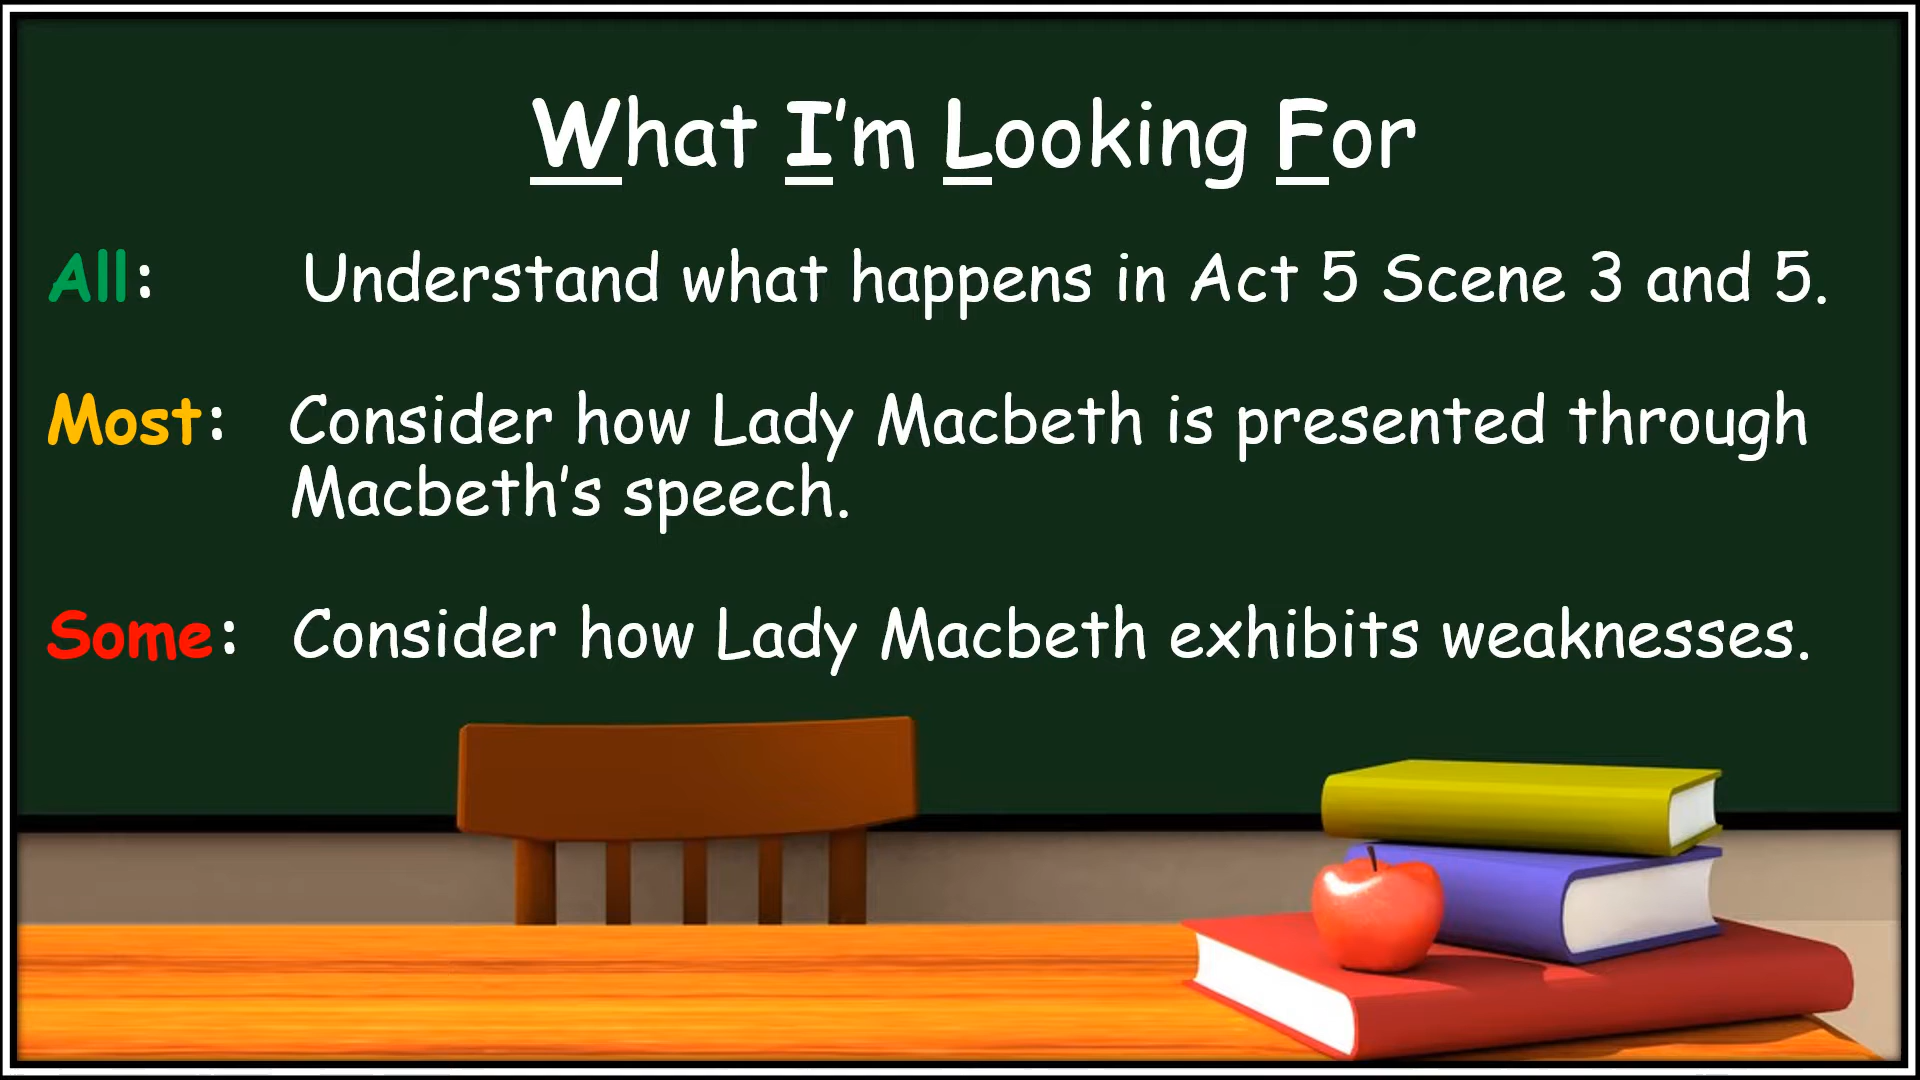 What I'm Looking For
All: Understand what happens in Act 5 Scene 3 and 5.
Most: Consider how Lady Macbeth is presented through
Macbeth's speech.
Some: Consider how Lady Macbeth exhibits weaknesses.